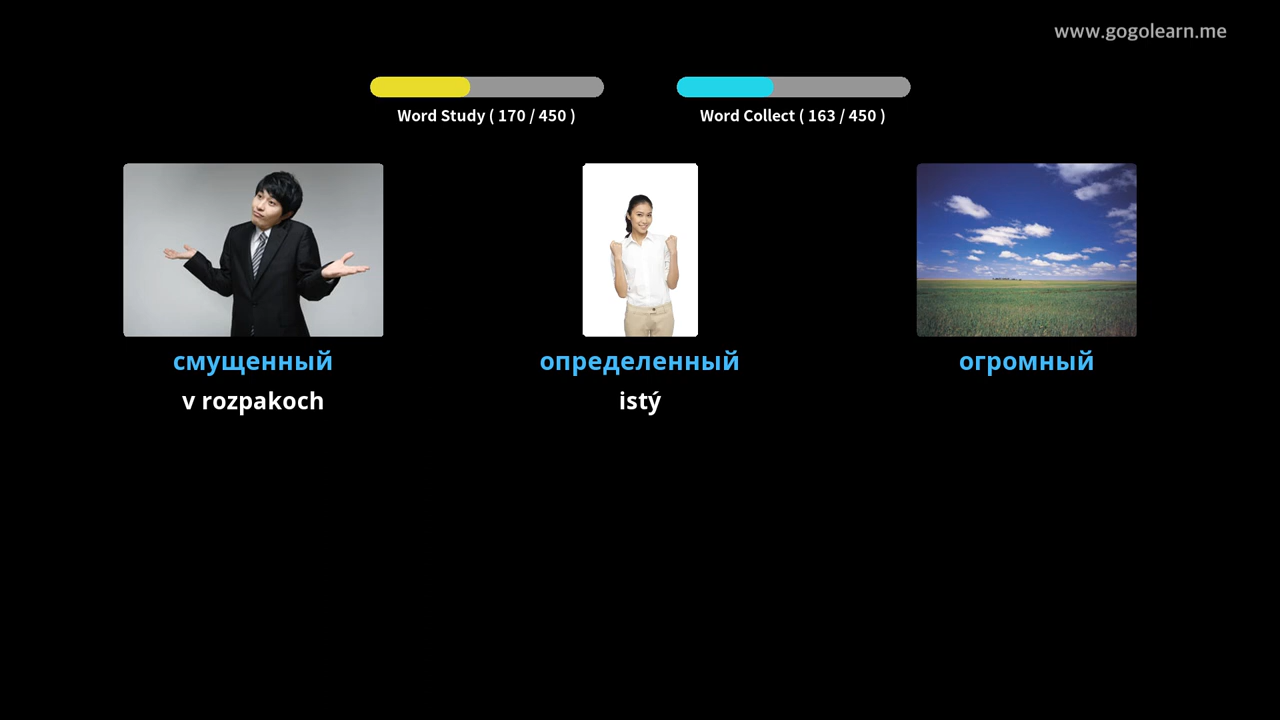 www.gogolearn.me
Word Study ( 170 / 450 )
Word Collect ( 163 / 450 )
смущенный
определенный
огромный
v rozpakoch
istý